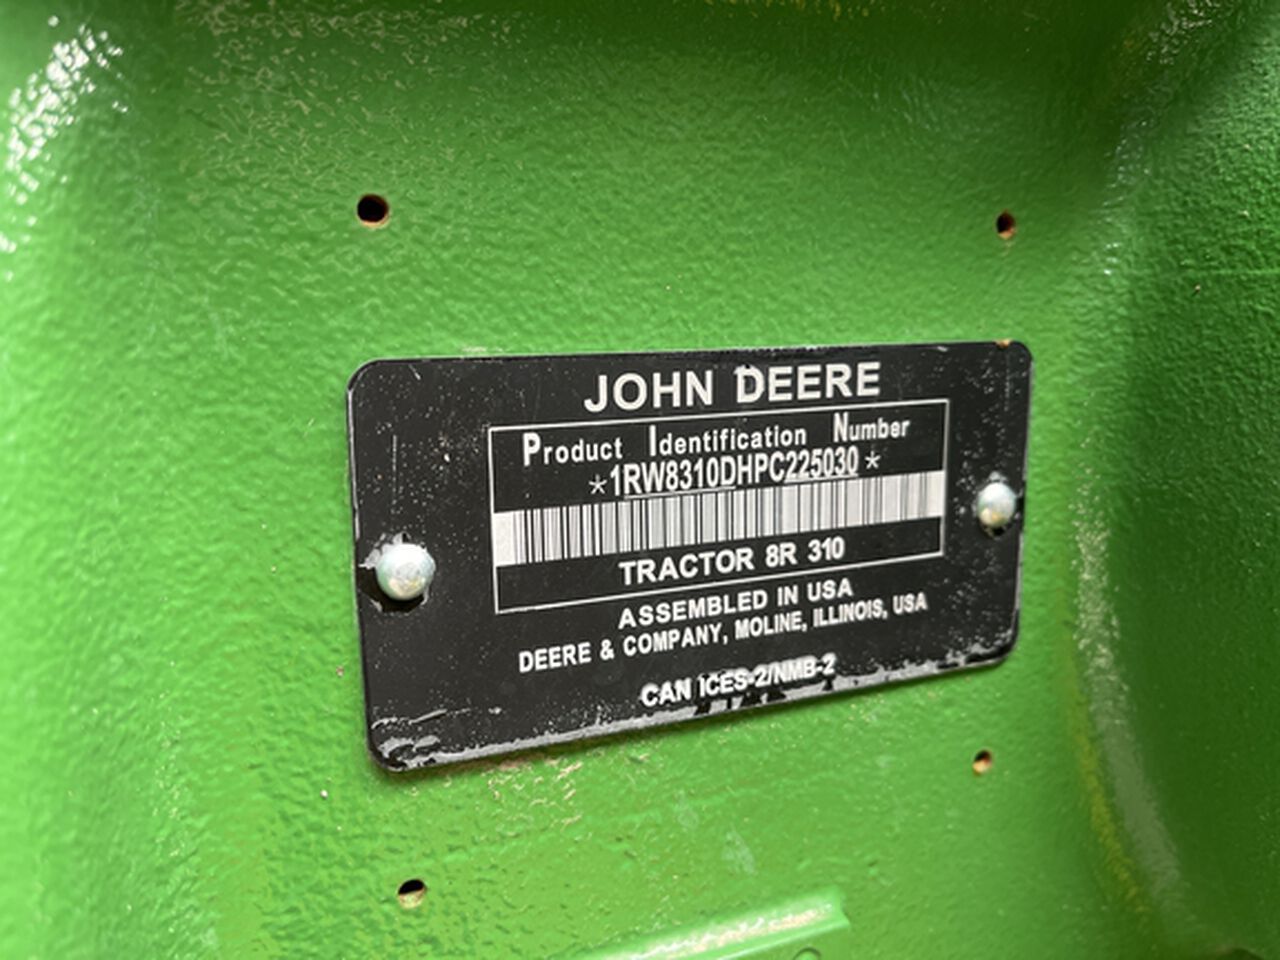 JOHN DEERE
Product Identification Number
*1RW8310DHPC225030*
TRACTOR 8R 310
ASSEMBLED IN USA
DEERE & COMPANY, MOLINE, ILLINOIS, USA
CAN ICES-2/NMB-2